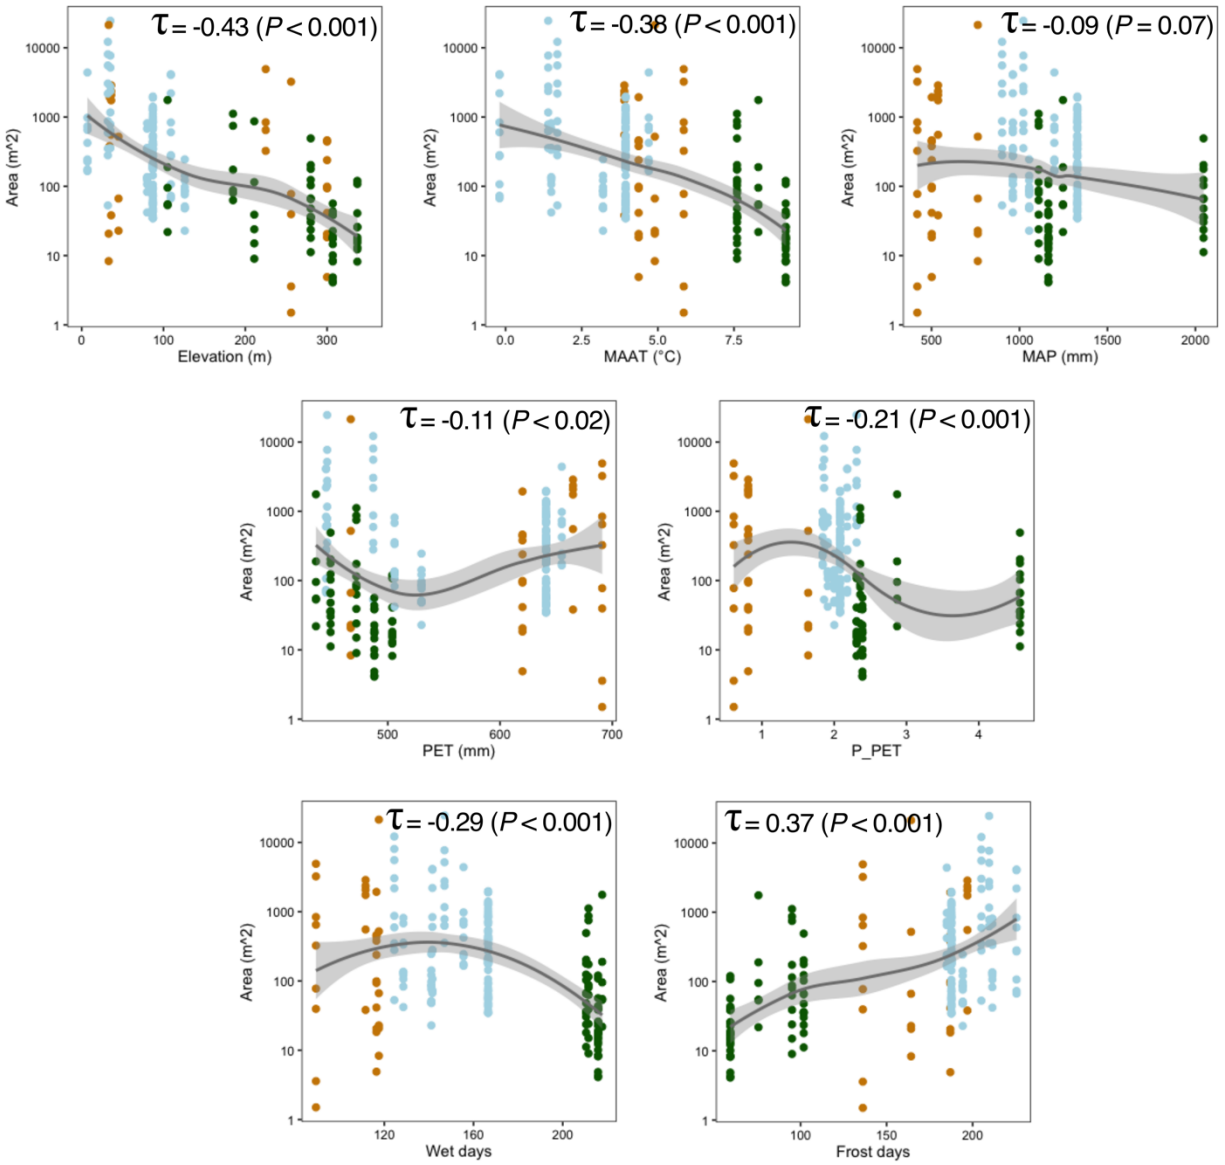 τ = -0.43 (P < 0.001)
10000
1000
100
10
1
Area (m^2)
0 100 200 300
Elevation (m)
τ = -0.38 (P < 0.001)
10000
1000
100
10
1
Area (m^2)
0.0 2.5 5.0 7.5
MAAT (°C)
τ = -0.09 (P = 0.07)
10000
1000
100
10
1
Area (m^2)
500 1000 1500 2000
MAP (mm)
τ = -0.11 (P < 0.02)
10000
1000
100
10
1
Area (m^2)
500 600 700
PET (mm)
τ = -0.21 (P < 0.001)
10000
1000
100
10
1
Area (m^2)
1 2 3 4
P_PET
τ = -0.29 (P < 0.001)
10000
1000
100
10
1
Area (m^2)
120 160 200
Wet days
τ = 0.37 (P < 0.001)
10000
1000
100
10
1
Area (m^2)
100 150 200
Frost days